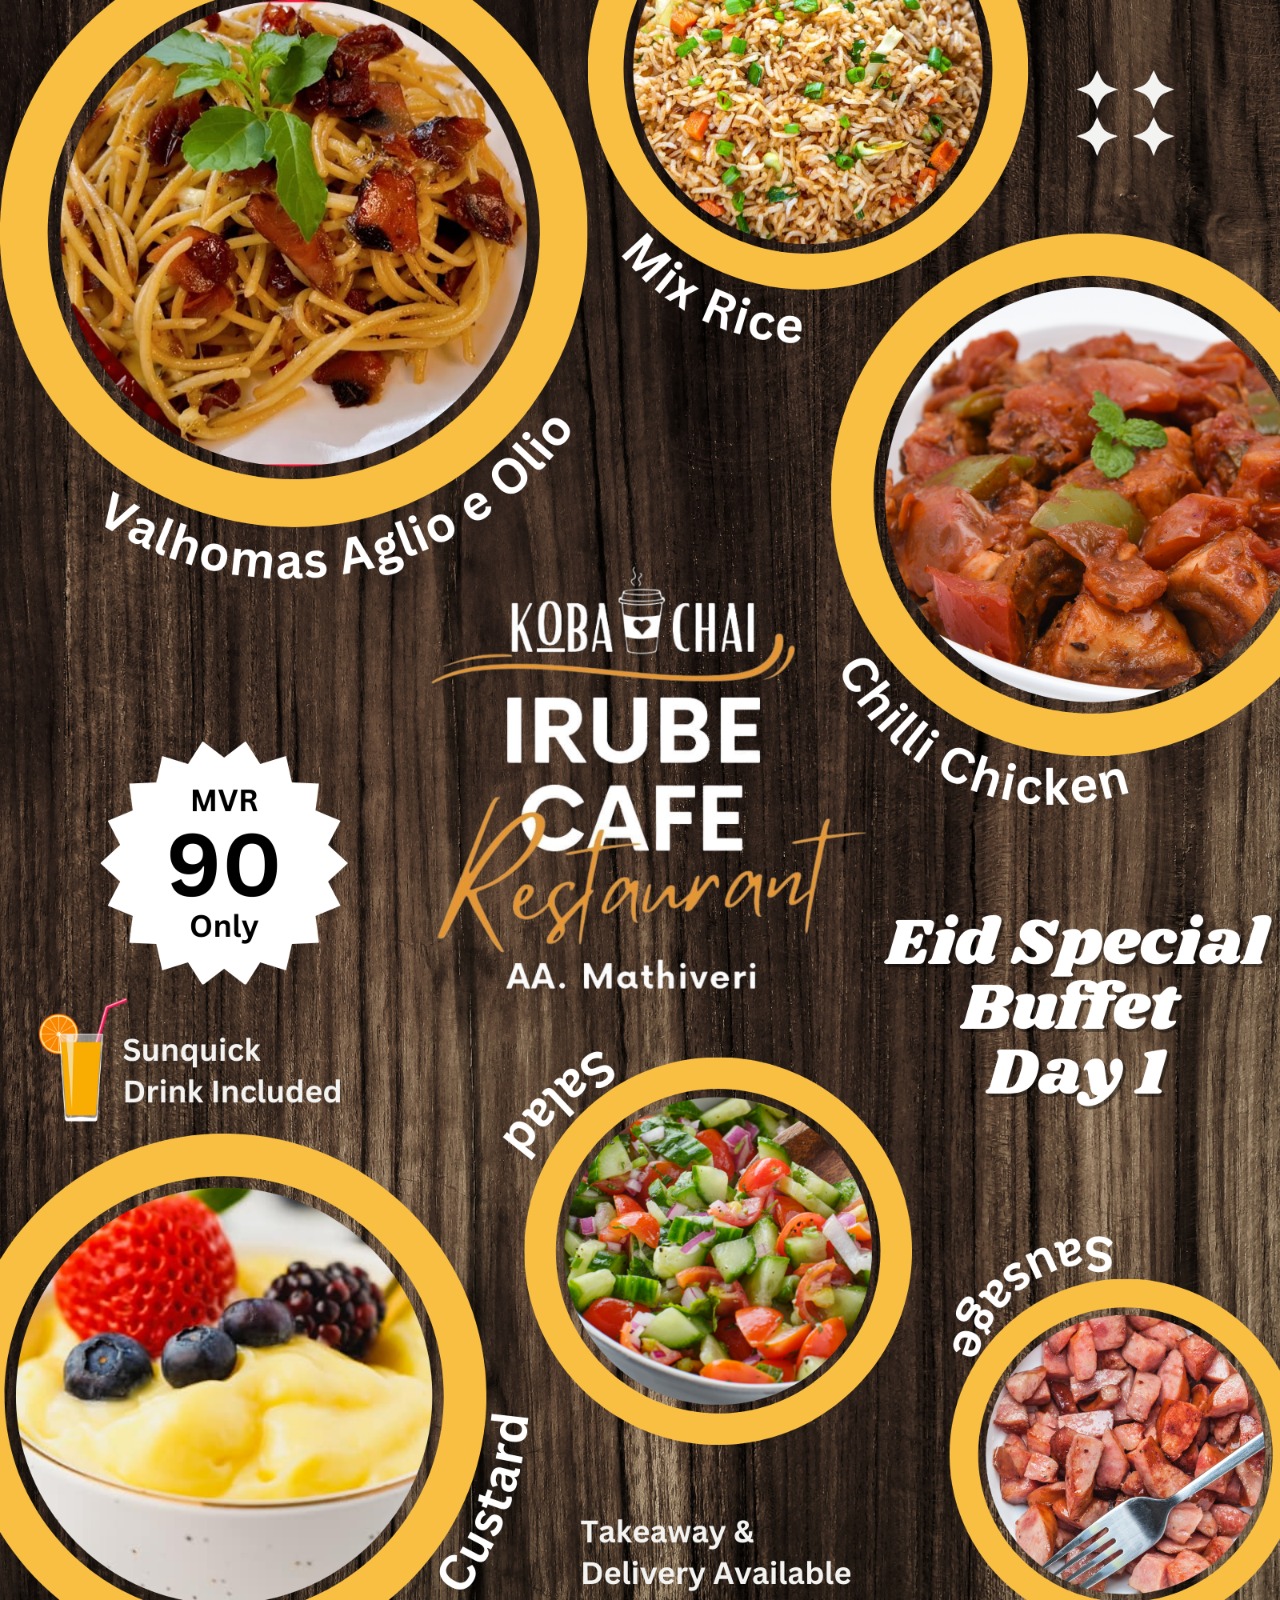 Mix Rice
Valhomas Aglio e Olio
KOBA CHAI
IRUBE
CAFE
Restaurant
AA. Mathiveri
Chilli Chicken
MVR
90
Only
Sunquick
Drink Included
Eid Special
Buffet
Day 1
Salad
Sausage
Custard
Takeaway &
Delivery Available